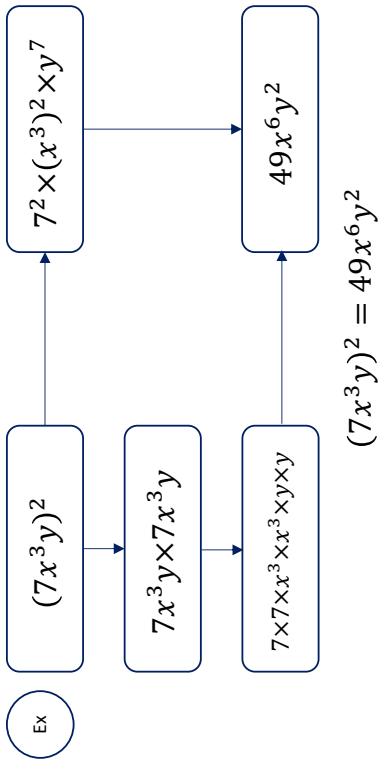 Ex
(7x³y)²
7²×(x³)²×y⁷
7x³y×7x³y
7×7×x³×x³×y×y
49x⁶y²
(7x³y)² = 49x⁶y²